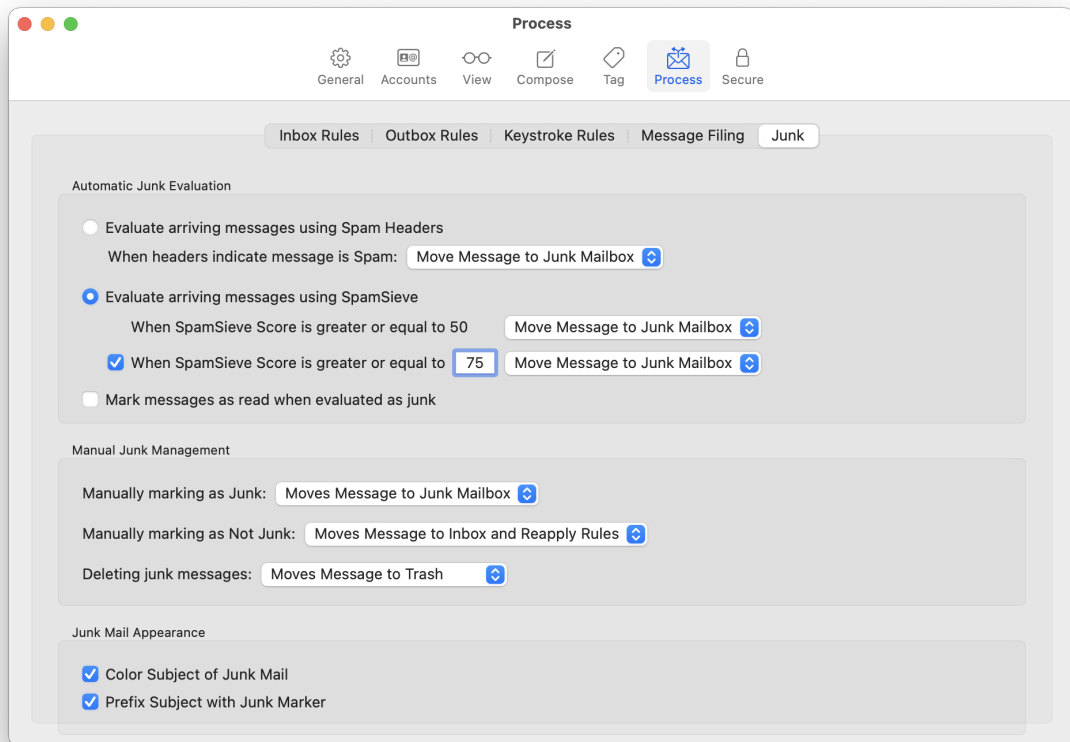 Process
General Accounts View Compose Tag Process Secure
Inbox Rules Outbox Rules Keystroke Rules Message Filing Junk
Automatic Junk Evaluation
Evaluate arriving messages using Spam Headers
When headers indicate message is Spam: Move Message to Junk Mailbox
Evaluate arriving messages using SpamSieve
When SpamSieve Score is greater or equal to 50 Move Message to Junk Mailbox
When SpamSieve Score is greater or equal to 75 Move Message to Junk Mailbox
Mark messages as read when evaluated as junk
Manual Junk Management
Manually marking as Junk: Moves Message to Junk Mailbox
Manually marking as Not Junk: Moves Message to Inbox and Reapply Rules
Deleting junk messages: Moves Message to Trash
Junk Mail Appearance
Color Subject of Junk Mail
Prefix Subject with Junk Marker